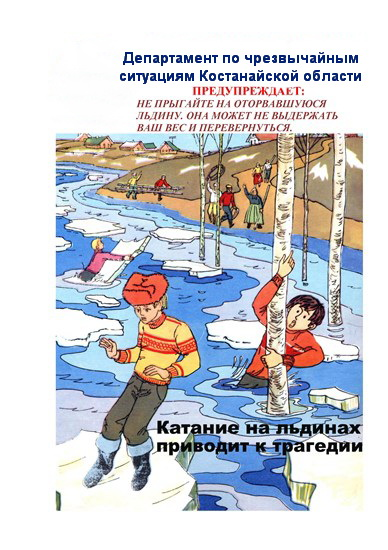 Департамент по чрезвычайным
ситуациям Костанайской области
ПРЕДУПРЕЖДАЕТ:
НЕ ПРЫГАЙТЕ НА ОТОРВАВШУЮСЯ
ЛЬДИНУ. ОНА МОЖЕТ НЕ ВЫДЕРЖАТЬ
ВАШ ВЕС И ПЕРЕВЕРНУТЬСЯ.
Катание на льдинах
приводит к трагедии